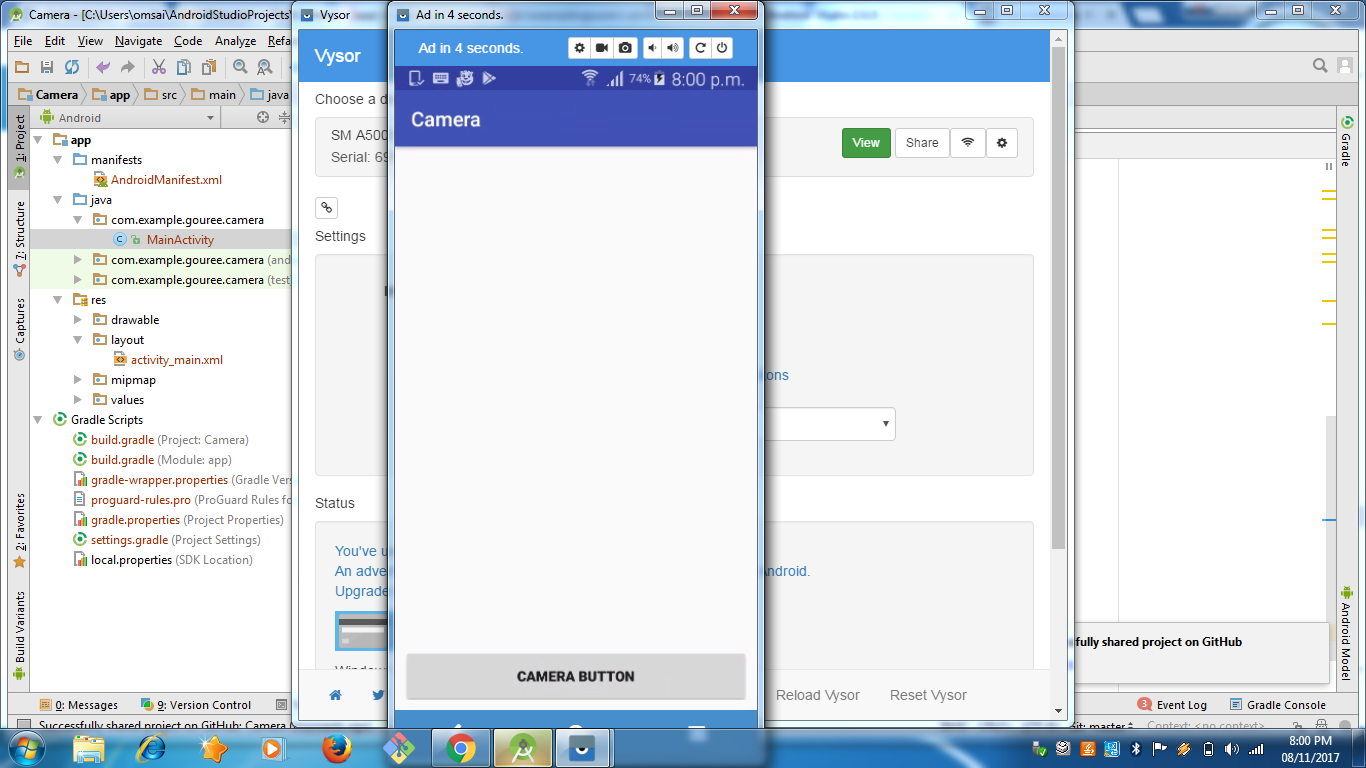 Camera - [C:\Users\omsai\AndroidStudioProjects\
File Edit View Navigate Code Analyze
Camera app src main java
Android
1: Project
7: Structure
Captures
2: Favorites
Build Variants
app
manifests
AndroidManifest.xml
java
com.example.gouree.camera
MainActivity
com.example.gouree.camera (and
com.example.gouree.camera (test
res
drawable
layout
activity_main.xml
mipmap
values
Gradle Scripts
build.gradle (Project: Camera)
build.gradle (Module: app)
gradle-wrapper.properties (Gradle Ver
proguard-rules.pro (ProGuard Rules fo
gradle.properties (Project Properties)
settings.gradle (Project Settings)
local.properties (SDK Location)
0: Messages 9: Version Control
Successfully shared project on GitHub: Camera
Vysor
Vysor
Choose a d
SM A500
Serial: 69
View Share
Settings
ons
Status
You've u
An adve
ndroid.
Upgrade
Window
Reload Vysor Reset Vysor
Ad in 4 seconds.
Ad in 4 seconds.
74% 8:00 p.m.
Camera
CAMERA BUTTON
Gradle
Android Model
fully shared project on GitHub
3 Event Log Gradle Console
it: master Context: <no context>
8:00 PM
08/11/2017